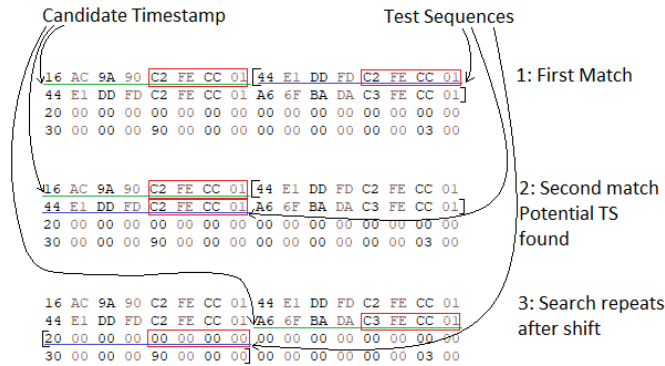 Candidate Timestamp
Test Sequences
16 AC 9A 90 C2 FE CC 01 [44 E1 DD FD C2 FE CC 01
44 E1 DD FD C2 FE CC 01 A6 6F BA DA C3 FE CC 01]
20 00 00 00 00 00 00 00 00 00 00 00 00 00 00 00
30 00 00 00 90 00 00 00 00 00 00 00 00 00 03 00
1: First Match
16 AC 9A 90 C2 FE CC 01 [44 E1 DD FD C2 FE CC 01
44 E1 DD FD C2 FE CC 01 A6 6F BA DA C3 FE CC 01]
20 00 00 00 00 00 00 00 00 00 00 00 00 00 00 00
30 00 00 00 90 00 00 00 00 00 00 00 00 00 03 00
2: Second match
Potential TS
found
16 AC 9A 90 C2 FE CC 01 44 E1 DD FD C2 FE CC 01
44 E1 DD FD C2 FE CC 01 A6 6F BA DA C3 FE CC 01
[20 00 00 00 00 00 00 00 00 00 00 00 00 00 00 00
30 00 00 00 90 00 00 00] 00 00 00 00 00 00 03 00
3: Search repeats
after shift